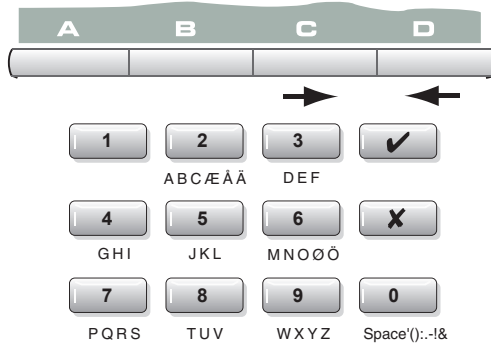 A B C D
1 2 3 ✔
ABCÆÅÄ DEF
4 5 6 ✘
GHI JKL MNOØÖ
7 8 9 0
PQRS TUV WXYZ Space'():.-!&